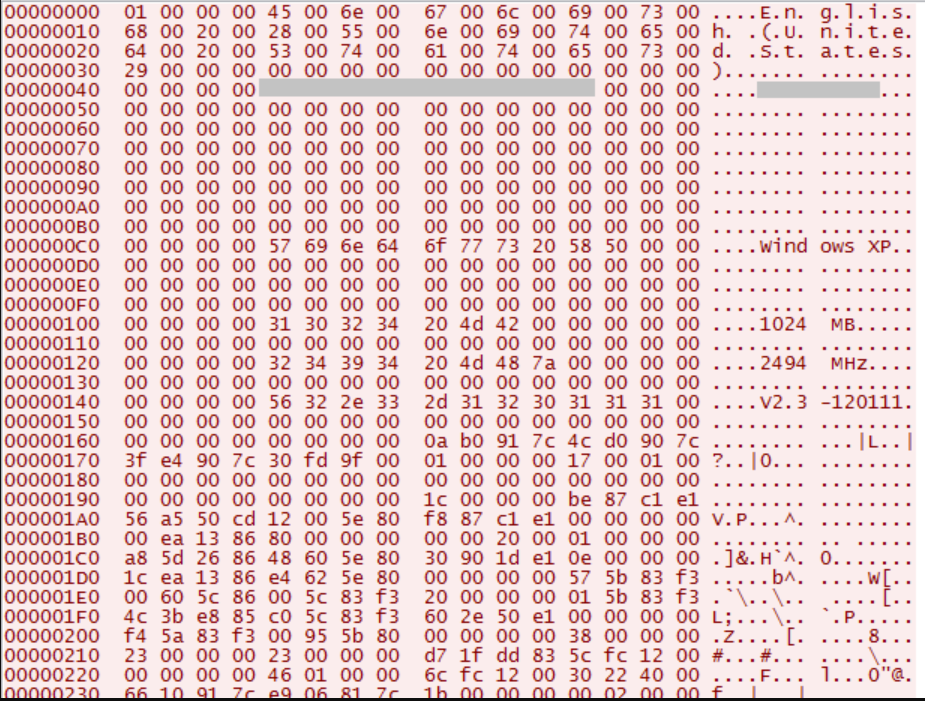 00000000 01 00 00 00 45 00 6e 00 67 00 6c 00 69 00 73 00 ....E.n. g.l.i.s.
00000010 68 00 20 00 28 00 55 00 6e 00 69 00 74 00 65 00 h. .(.U. n.i.t.e.
00000020 64 00 20 00 53 00 74 00 61 00 74 00 65 00 73 00 d. .S.t. a.t.e.s.
00000030 29 00 00 00 00 00 00 00 00 00 00 00 00 00 00 00 )....... ........
00000040 00 00 00 00 00 00 00 .... ...
00000050 00 00 00 00 00 00 00 00 00 00 00 00 00 00 00 00 ........ ........
00000060 00 00 00 00 00 00 00 00 00 00 00 00 00 00 00 00 ........ ........
00000070 00 00 00 00 00 00 00 00 00 00 00 00 00 00 00 00 ........ ........
00000080 00 00 00 00 00 00 00 00 00 00 00 00 00 00 00 00 ........ ........
00000090 00 00 00 00 00 00 00 00 00 00 00 00 00 00 00 00 ........ ........
000000A0 00 00 00 00 00 00 00 00 00 00 00 00 00 00 00 00 ........ ........
000000B0 00 00 00 00 00 00 00 00 00 00 00 00 00 00 00 00 ........ ........
000000C0 00 00 00 00 57 69 6e 64 6f 77 73 20 58 50 00 00 ....Wind ows XP..
000000D0 00 00 00 00 00 00 00 00 00 00 00 00 00 00 00 00 ........ ........
000000E0 00 00 00 00 00 00 00 00 00 00 00 00 00 00 00 00 ........ ........
000000F0 00 00 00 00 00 00 00 00 00 00 00 00 00 00 00 00 ........ ........
00000100 00 00 00 00 31 30 32 34 20 4d 42 00 00 00 00 00 ....1024  MB.....
00000110 00 00 00 00 00 00 00 00 00 00 00 00 00 00 00 00 ........ ........
00000120 00 00 00 00 32 34 39 34 20 4d 48 7a 00 00 00 00 ....2494  MHz....
00000130 00 00 00 00 00 00 00 00 00 00 00 00 00 00 00 00 ........ ........
00000140 00 00 00 00 56 32 2e 33 2d 31 32 30 31 31 31 00 ....V2.3 -120111.
00000150 00 00 00 00 00 00 00 00 00 00 00 00 00 00 00 00 ........ ........
00000160 00 00 00 00 00 00 00 00 0a b0 91 7c 4c d0 90 7c ........ ...|L..|
00000170 3f e4 90 7c 30 fd 9f 00 01 00 00 00 17 00 01 00 ?..|0... ........
00000180 00 00 00 00 00 00 00 00 00 00 00 00 00 00 00 00 ........ ........
00000190 00 00 00 00 00 00 00 00 1c 00 00 00 be 87 c1 e1 ........ ........
000001A0 56 a5 50 cd 12 00 5e 80 f8 87 c1 e1 00 00 00 00 V.P...^. ........
000001B0 00 ea 13 86 80 00 00 00 00 00 20 00 01 00 00 00 ........ .. .....
000001C0 a8 5d 26 86 48 60 5e 80 30 90 1d e1 0e 00 00 00 .]&.H`^. 0.......
000001D0 1c ea 13 86 e4 62 5e 80 00 00 00 00 57 5b 83 f3 .....b^. ....W[..
000001E0 00 60 5c 86 00 5c 83 f3 20 00 00 00 01 5b 83 f3 .`\..\..  ....[..
000001F0 4c 3b e8 85 c0 5c 83 f3 60 2e 50 e1 00 00 00 00 L;...\.. `.P.....
00000200 f4 5a 83 f3 00 95 5b 80 00 00 00 00 38 00 00 00 .Z....[. ....8...
00000210 23 00 00 00 23 00 00 00 d7 1f dd 83 5c fc 12 00 #...#... ....\...
00000220 00 00 00 00 46 01 00 00 6c fc 12 00 30 22 40 00 ....F... l...0"@.
00000230 66 10 91 7c e9 06 81 7c 1b 00 00 00 00 02 00 00 f..|...|